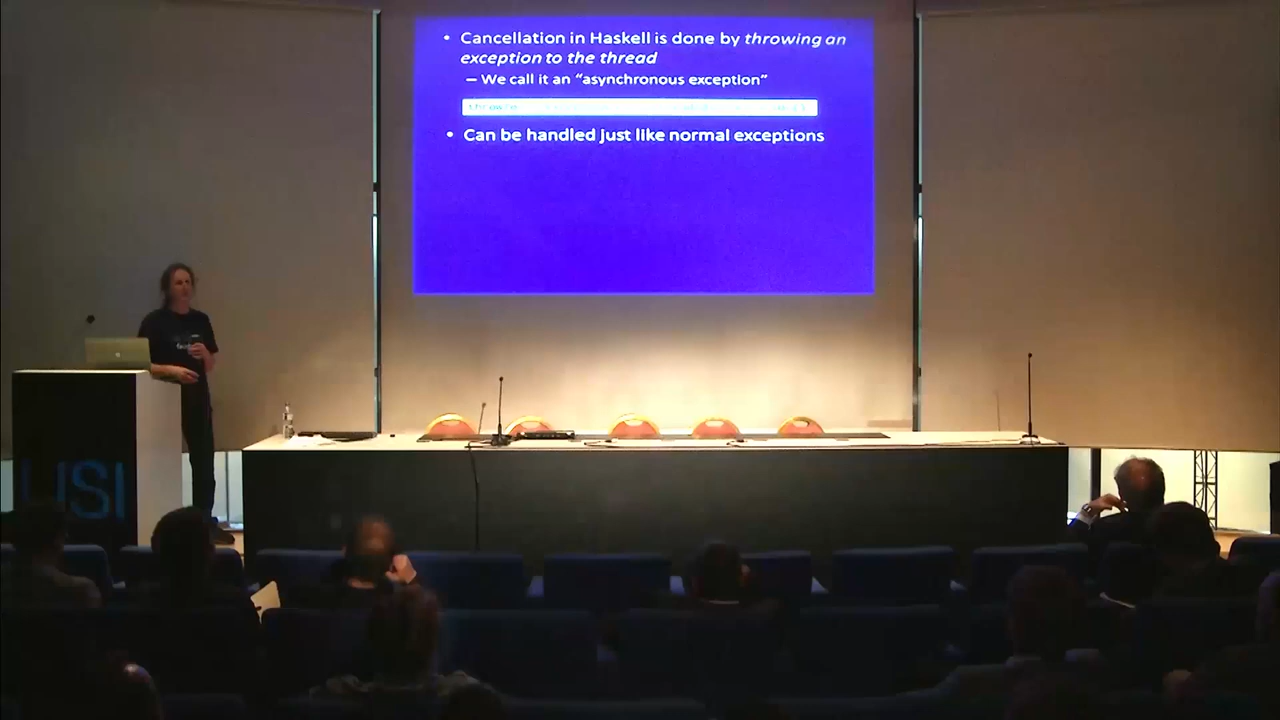 • Cancellation in Haskell is done by throwing an
exception to the thread
– We call it an “asynchronous exception”
• Can be handled just like normal exceptions
USI